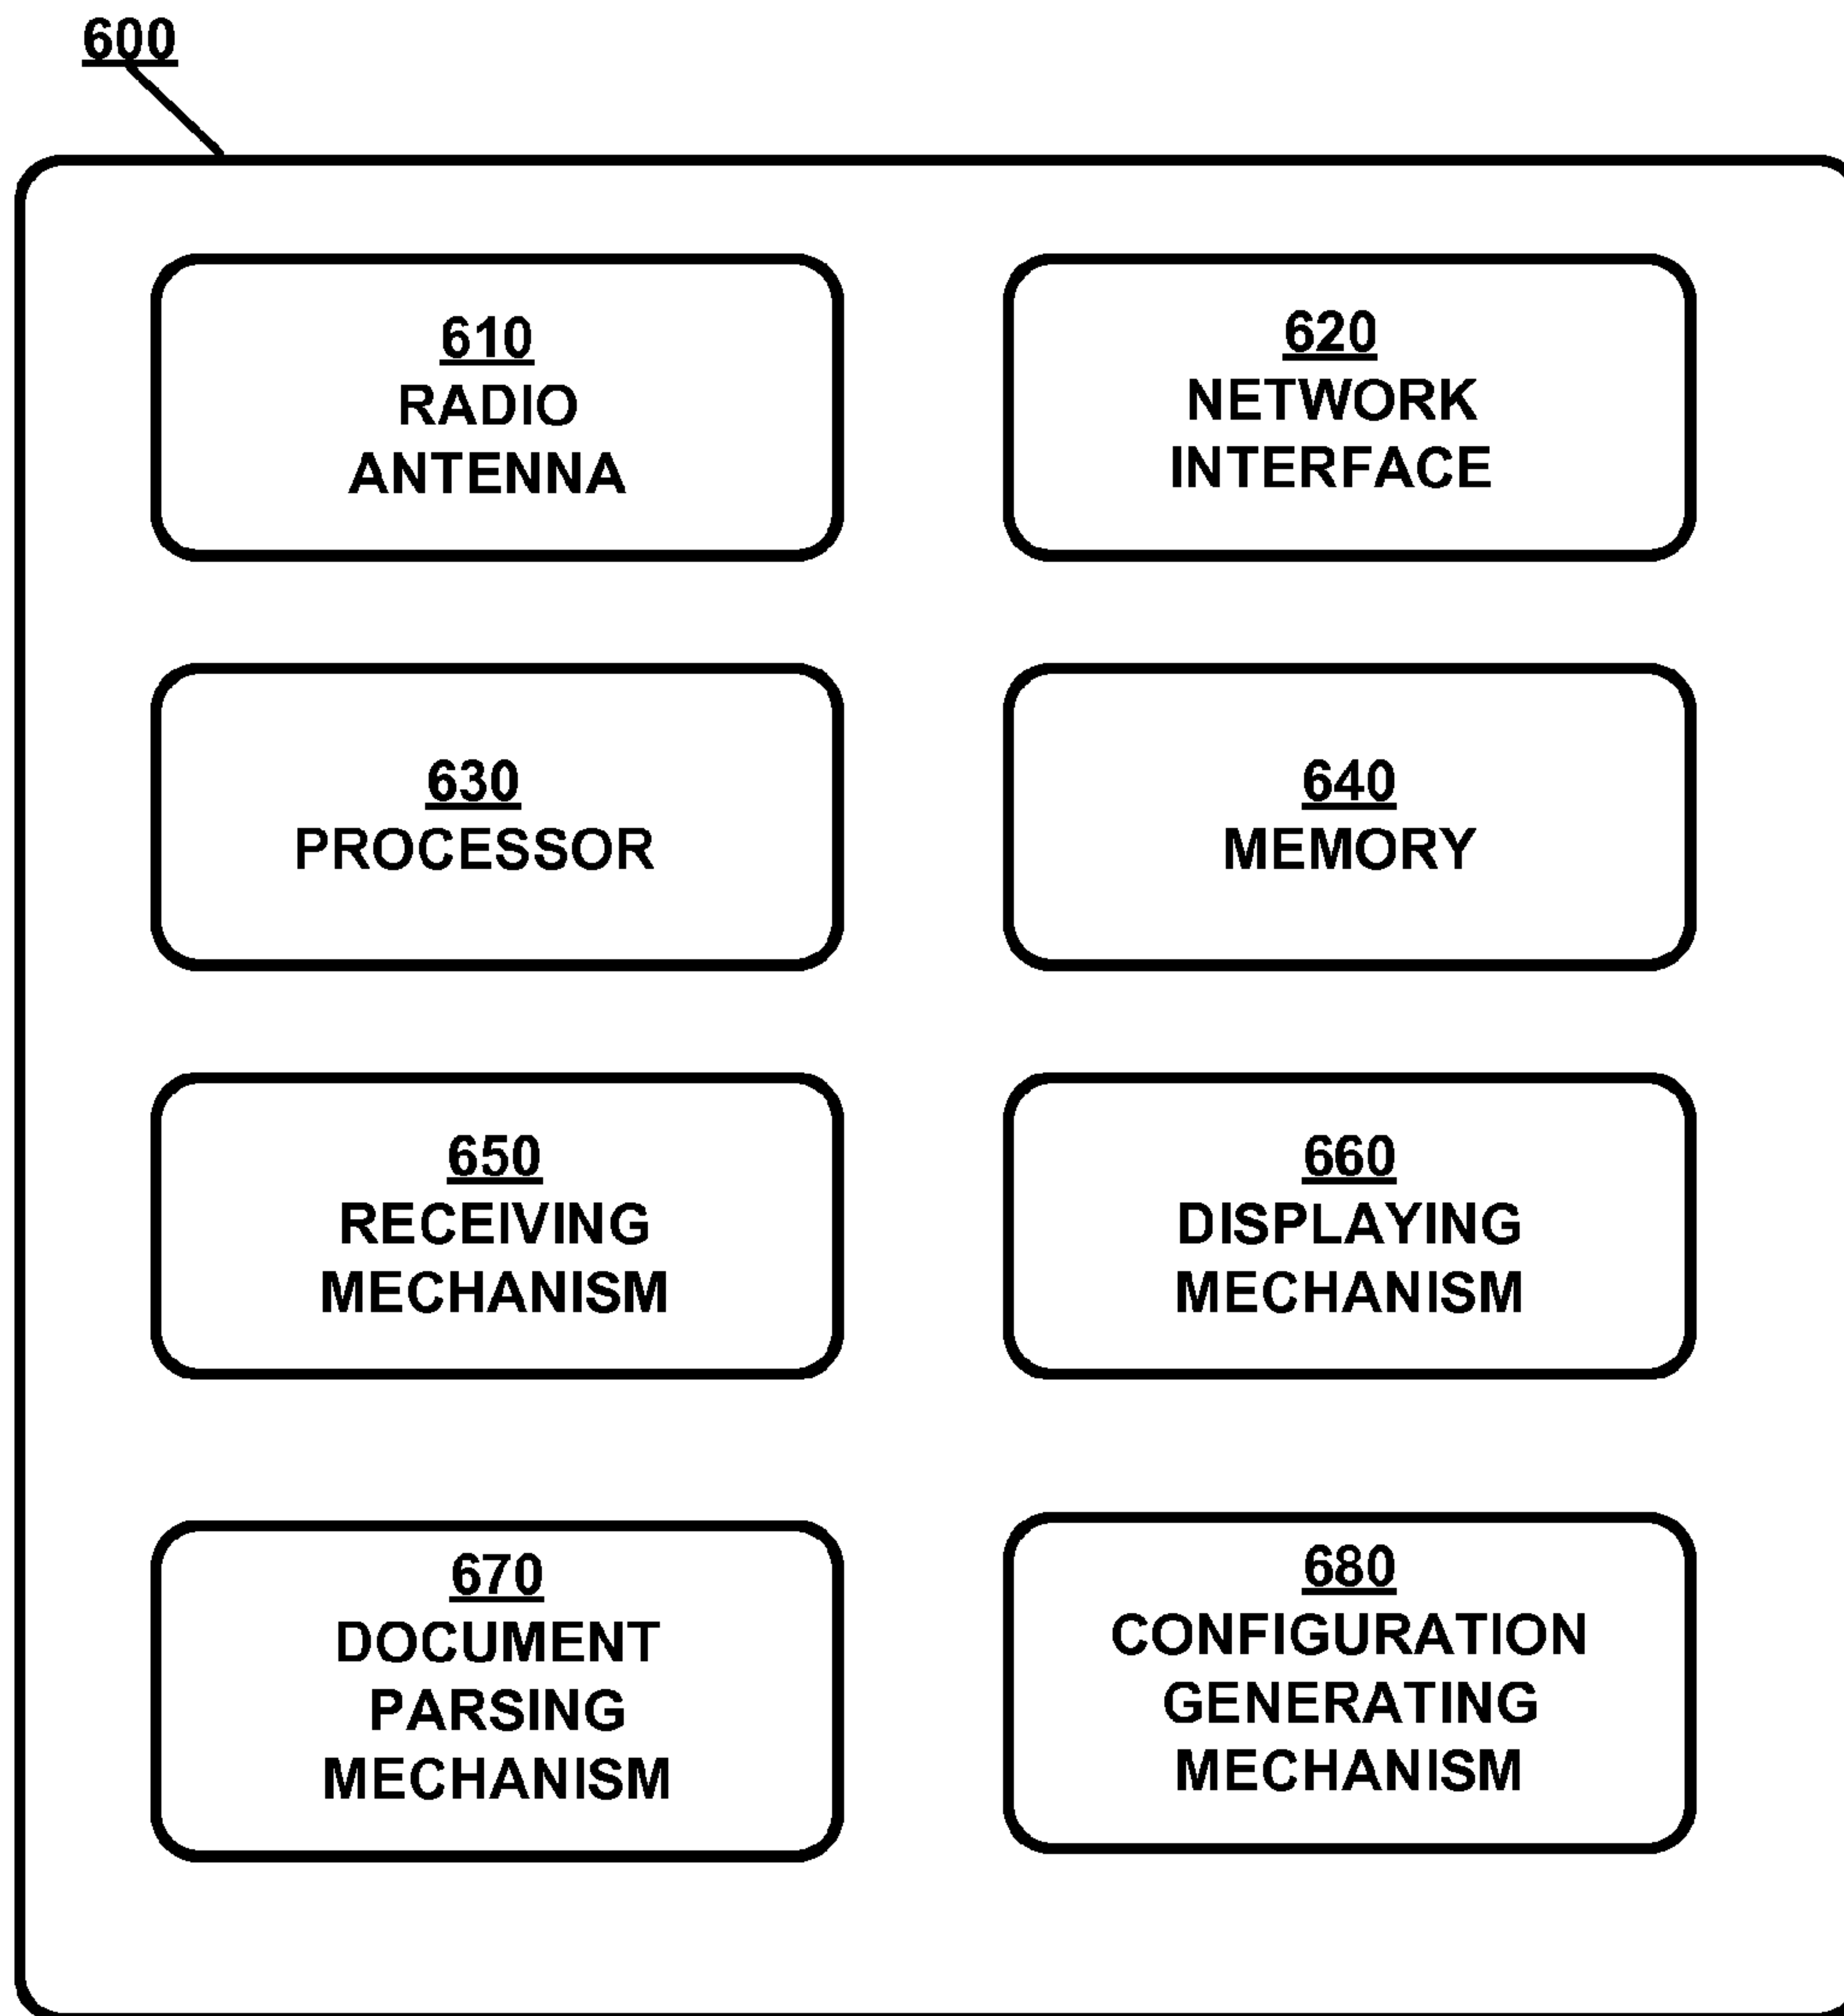 600
610
RADIO
ANTENNA
620
NETWORK
INTERFACE
630
PROCESSOR
640
MEMORY
650
RECEIVING
MECHANISM
660
DISPLAYING
MECHANISM
670
DOCUMENT
PARSING
MECHANISM
680
CONFIGURATION
GENERATING
MECHANISM